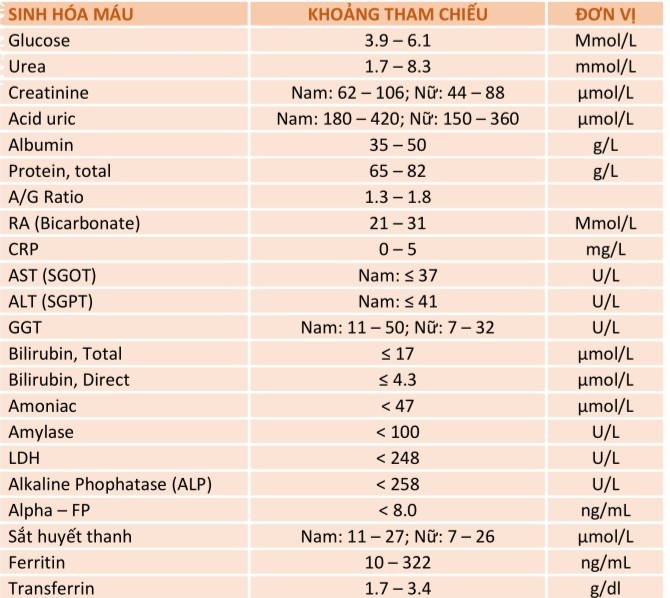 SINH HÓA MÁU KHOẢNG THAM CHIẾU ĐƠN VỊ
Glucose 3.9 – 6.1 Mmol/L
Urea 1.7 – 8.3 mmol/L
Creatinine Nam: 62 – 106; Nữ: 44 – 88 µmol/L
Acid uric Nam: 180 – 420; Nữ: 150 – 360 µmol/L
Albumin 35 – 50 g/L
Protein, total 65 – 82 g/L
A/G Ratio 1.3 – 1.8
RA (Bicarbonate) 21 – 31 Mmol/L
CRP 0 – 5 mg/L
AST (SGOT) Nam: ≤ 37 U/L
ALT (SGPT) Nam: ≤ 41 U/L
GGT Nam: 11 – 50; Nữ: 7 – 32 U/L
Bilirubin, Total ≤ 17 µmol/L
Bilirubin, Direct ≤ 4.3 µmol/L
Amoniac < 47 µmol/L
Amylase < 100 U/L
LDH < 248 U/L
Alkaline Phophatase (ALP) < 258 U/L
Alpha – FP < 8.0 ng/mL
Sắt huyết thanh Nam: 11 – 27; Nữ: 7 – 26 µmol/L
Ferritin 10 – 322 ng/mL
Transferrin 1.7 – 3.4 g/dl